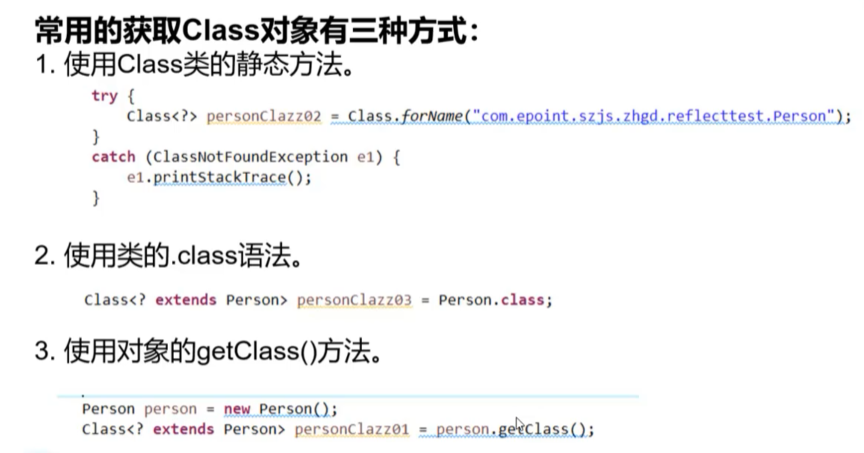 常用的获取Class对象有三种方式：
1. 使用Class类的静态方法。
try {
Class<?> personClazz02 = Class.forName("com.epoint.szjs.zhgd.reflecttest.Person");
}
catch (ClassNotFoundException e1) {
e1.printStackTrace();
}
2. 使用类的.class语法。
Class<? extends Person> personClazz03 = Person.class;
3. 使用对象的getClass()方法。
Person person = new Person();
Class<? extends Person> personClazz01 = person.getClass();